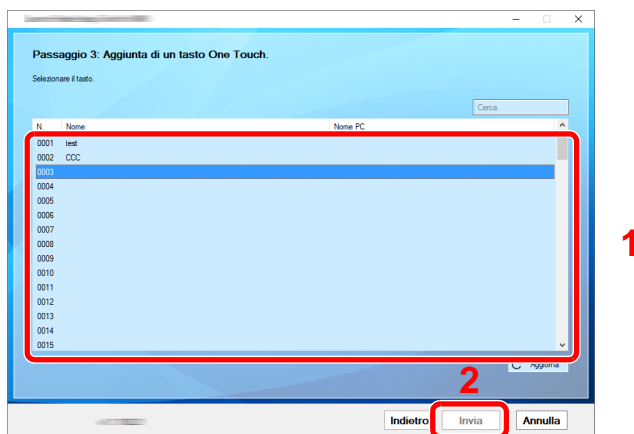 Passaggio 3: Aggiunta di un tasto One Touch.
Selezionare il tasto.
Cerca
N. Nome Nome PC
0001 test
0002 CCC
0003
0004
0005
0006
0007
0008
0009
0010
0011
0012
0013
0014
0015
1
Aggiorna
2
Indietro Invia Annulla